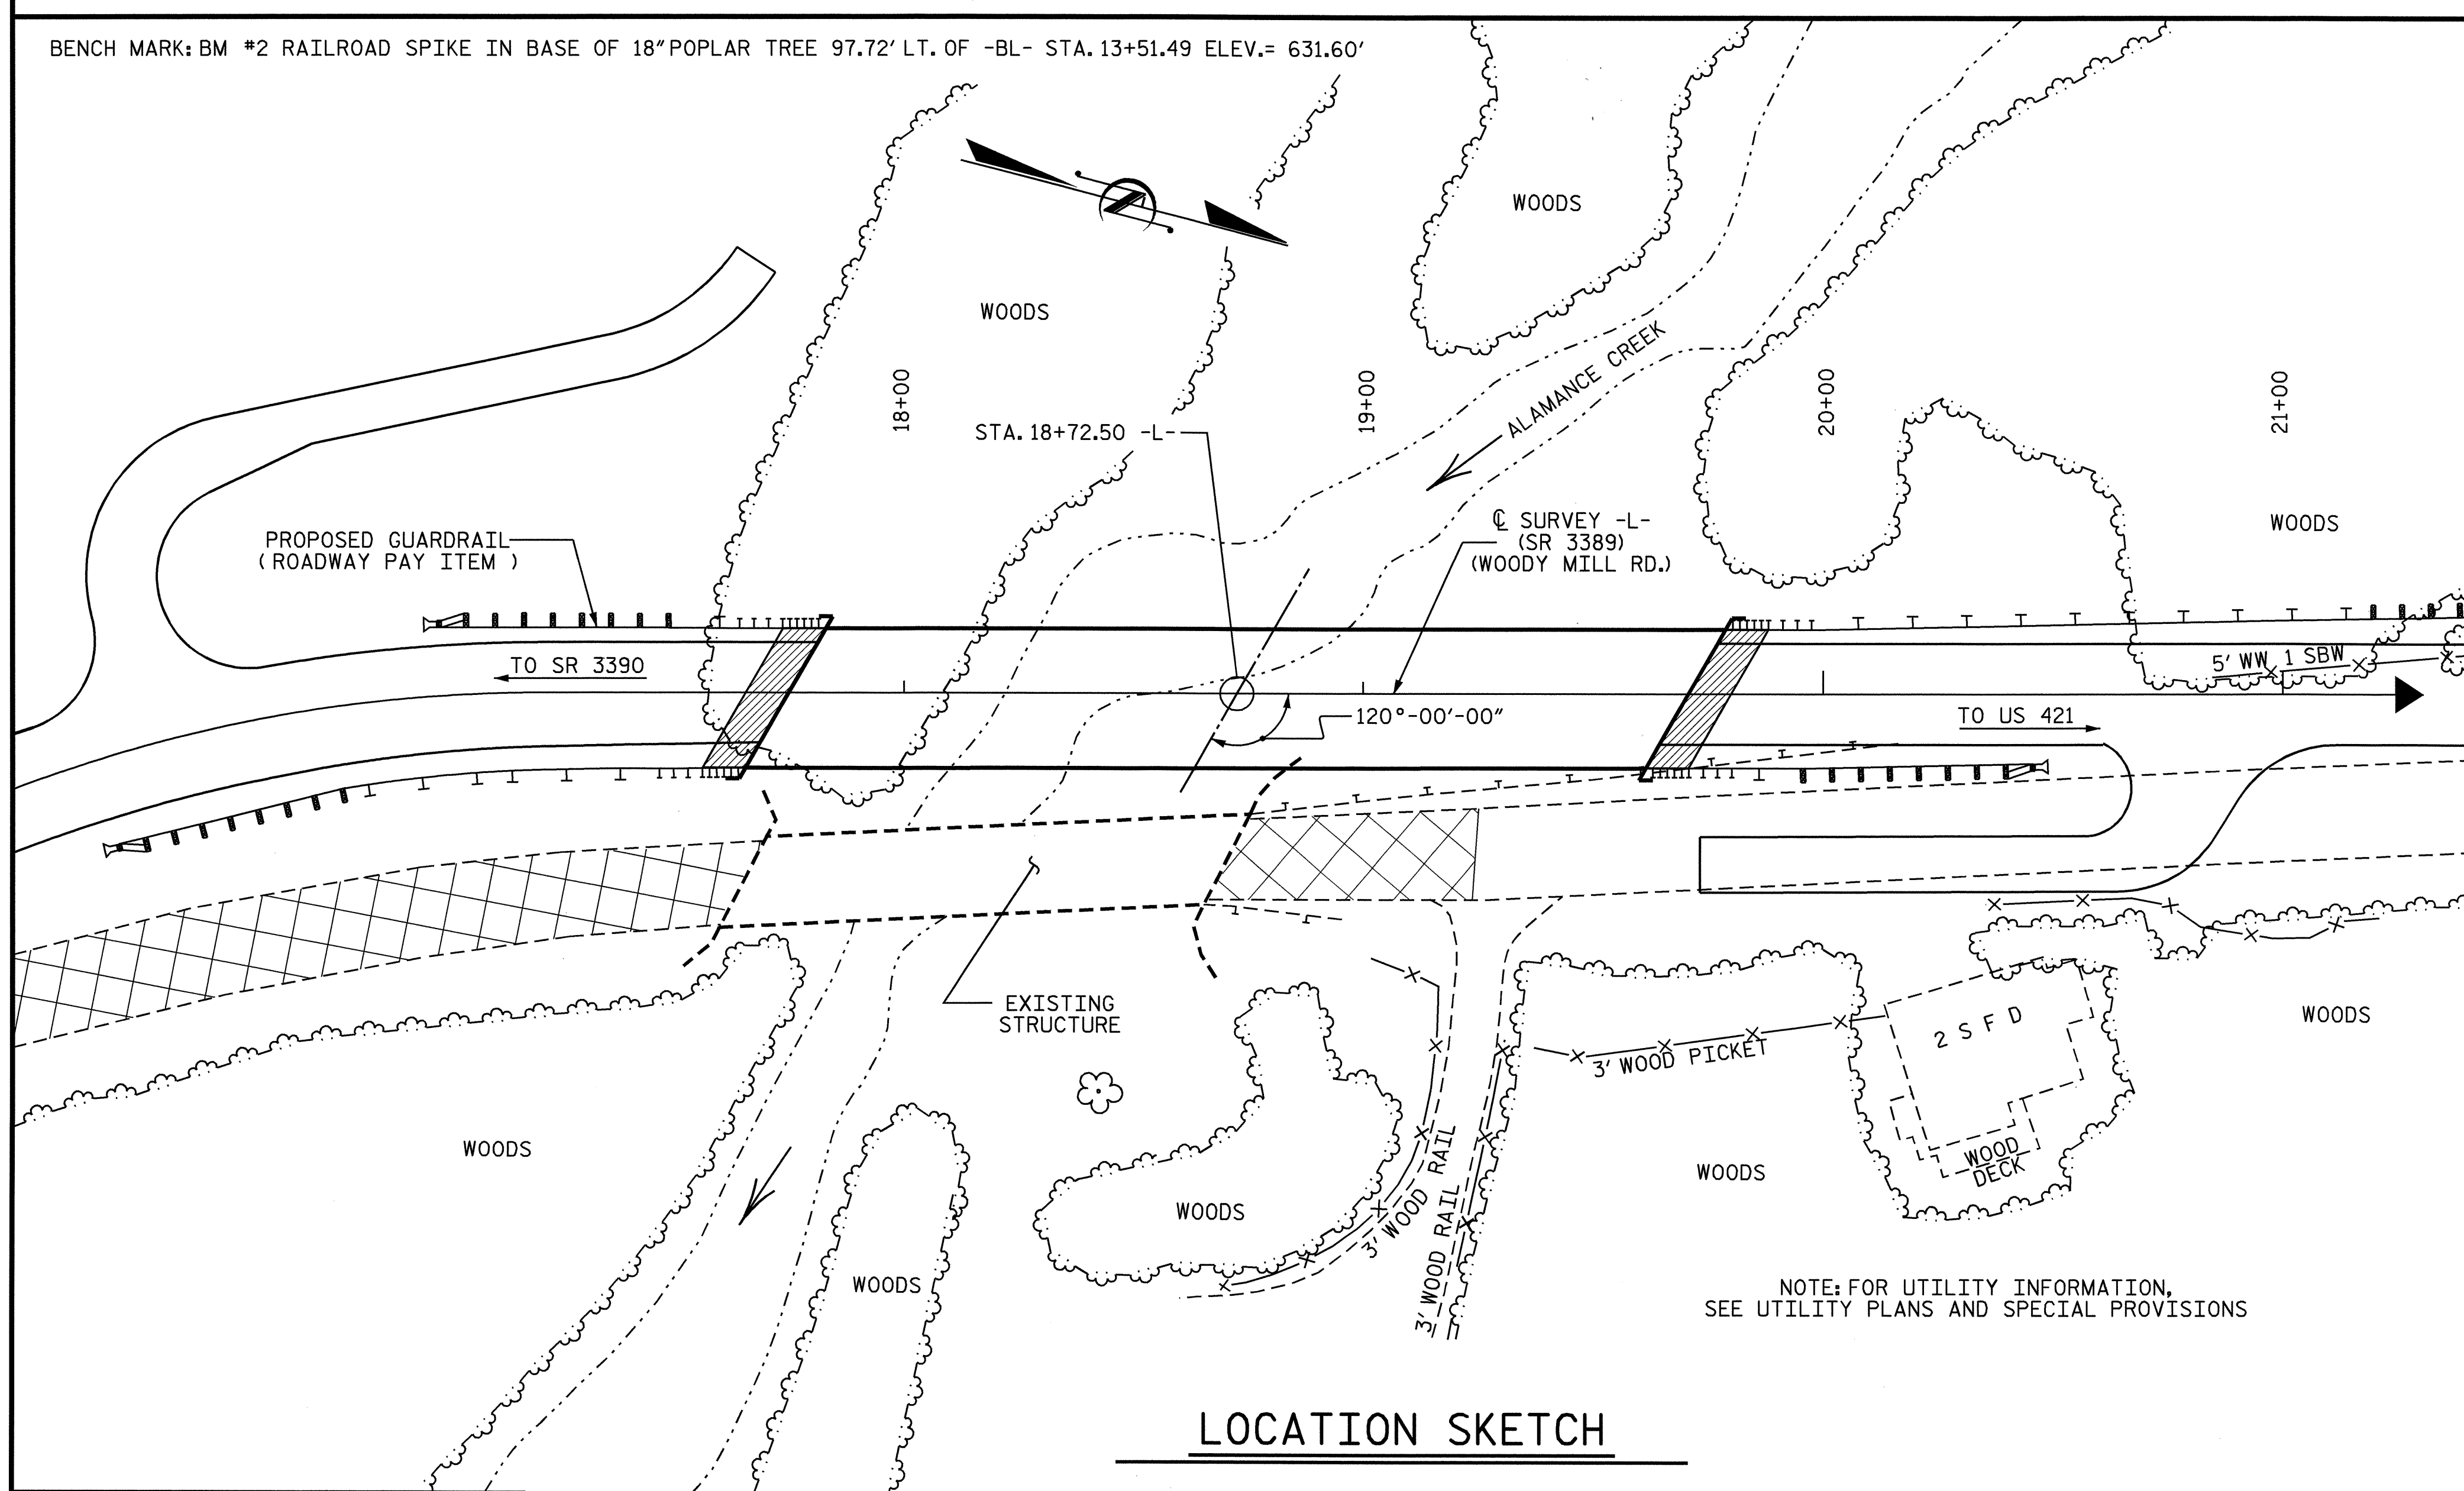 BENCH MARK: BM #2 RAILROAD SPIKE IN BASE OF 18" POPLAR TREE 97.72' LT. OF -BL- STA. 13+51.49 ELEV.= 631.60'
WOODS
WOODS
18+00
19+00
20+00
21+00
STA. 18+72.50 -L-
ALAMANCE CREEK
PROPOSED GUARDRAIL
(ROADWAY PAY ITEM )
℄ SURVEY -L-
(SR 3389)
(WOODY MILL RD.)
WOODS
TO SR 3390
5' WW 1 SBW
120°-00'-00"
TO US 421
EXISTING
STRUCTURE
2 S F D
WOODS
3' WOOD PICKET
WOODS
WOOD
DECK
WOODS
WOODS
3' WOOD RAIL
3' WOOD RAIL
WOODS
NOTE: FOR UTILITY INFORMATION,
SEE UTILITY PLANS AND SPECIAL PROVISIONS
LOCATION SKETCH